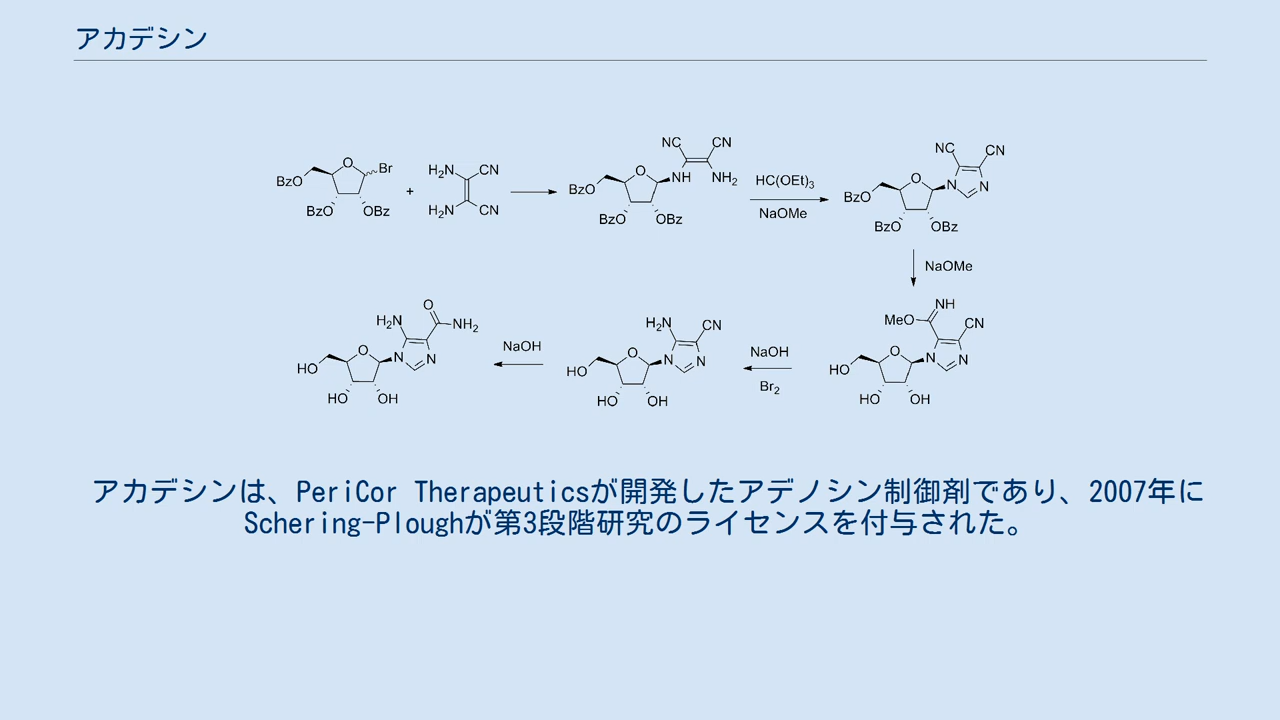 アカデシン
BzO O Br BzO OBz + H₂N CN H₂N CN NC CN BzO O NH NH₂ BzO OBz HC(OEt)₃ NaOMe NC CN BzO O N N BzO OBz
NaOMe
O H₂N NH₂ HO O N N HO OH NaOH H₂N CN HO O N N HO OH NaOH Br₂ NH MeO CN HO O N N HO OH
アカデシンは、PeriCor Therapeuticsが開発したアデノシン制御剤であり、2007年に
Schering-Ploughが第3段階研究のライセンスを付与された。